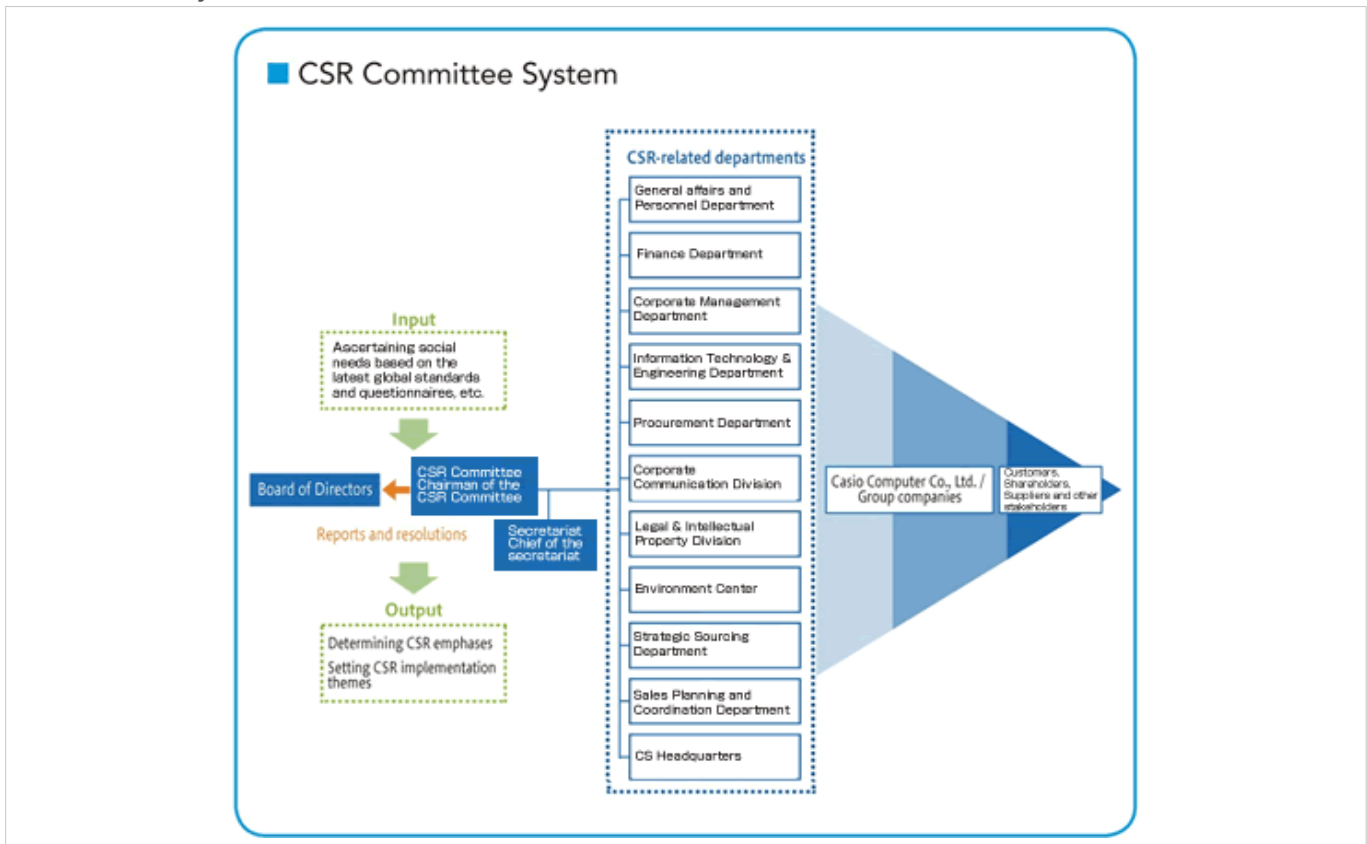 CSR Committee System
CSR-related departments
General affairs and
Personnel Department
Finance Department
Corporate Management
Department
Information Technology &
Engineering Department
Procurement Department
Corporate
Communication Division
Legal & Intellectual
Property Division
Environment Center
Strategic Sourcing
Department
Sales Planning and
Coordination Department
CS Headquarters
Input
Ascertaining social
needs based on the
latest global standards
and questionnaires, etc.
Board of Directors
CSR Committee
Chairman of the
CSR Committee
Reports and resolutions
Secretariat
Chief of the
secretariat
Output
Determining CSR emphases
Setting CSR implementation
themes
Casio Computer Co., Ltd. /
Group companies
Customers,
Shareholders,
Suppliers and other
stakeholders